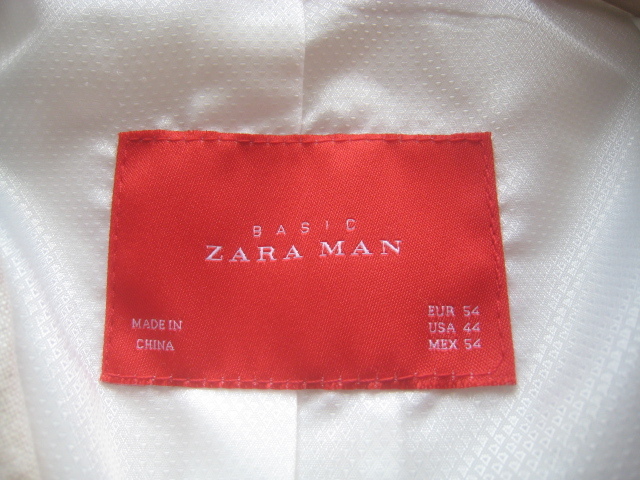 BASIC
ZARA MAN
MADE IN
CHINA
EUR 54
USA 44
MEX 54